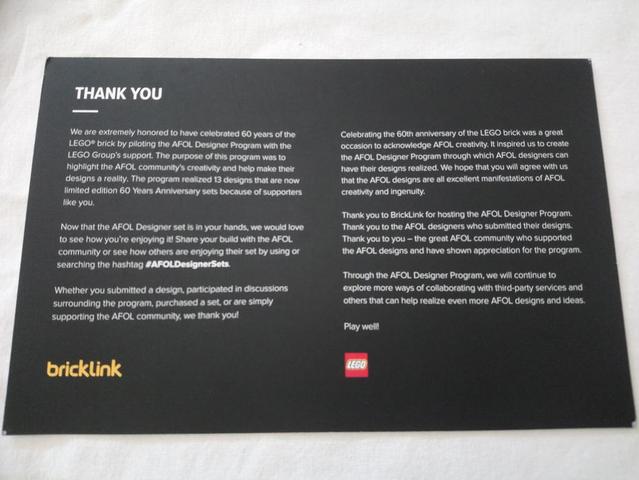 THANK YOU
We are extremely honored to have celebrated 60 years of the
LEGO® brick by piloting the AFOL Designer Program with the
LEGO Group's support. The purpose of this program was to
highlight the AFOL community's creativity and help make their
designs a reality. The program realized 13 designs that are now
limited edition 60 Years Anniversary sets because of supporters
like you.
Now that the AFOL Designer set is in your hands, we would love
to see how you're enjoying it! Share your build with the AFOL
community or see how others are enjoying their set by using or
searching the hashtag #AFOLDesignerSets.
Whether you submitted a design, participated in discussions
surrounding the program, purchased a set, or are simply
supporting the AFOL community, we thank you!
bricklink
Celebrating the 60th anniversary of the LEGO brick was a great
occasion to acknowledge AFOL creativity. It inspired us to create
the AFOL Designer Program through which AFOL designers can
have their designs realized. We hope that you will agree with us
that the AFOL designs are all excellent manifestations of AFOL
creativity and ingenuity.
Thank you to BrickLink for hosting the AFOL Designer Program.
Thank you to the AFOL designers who submitted their designs.
Thank you to you – the great AFOL community who supported
the AFOL designs and have shown appreciation for the program.
Through the AFOL Designer Program, we will continue to
explore more ways of collaborating with third-party services and
others that can help realize even more AFOL designs and ideas.
Play well!
LEGO